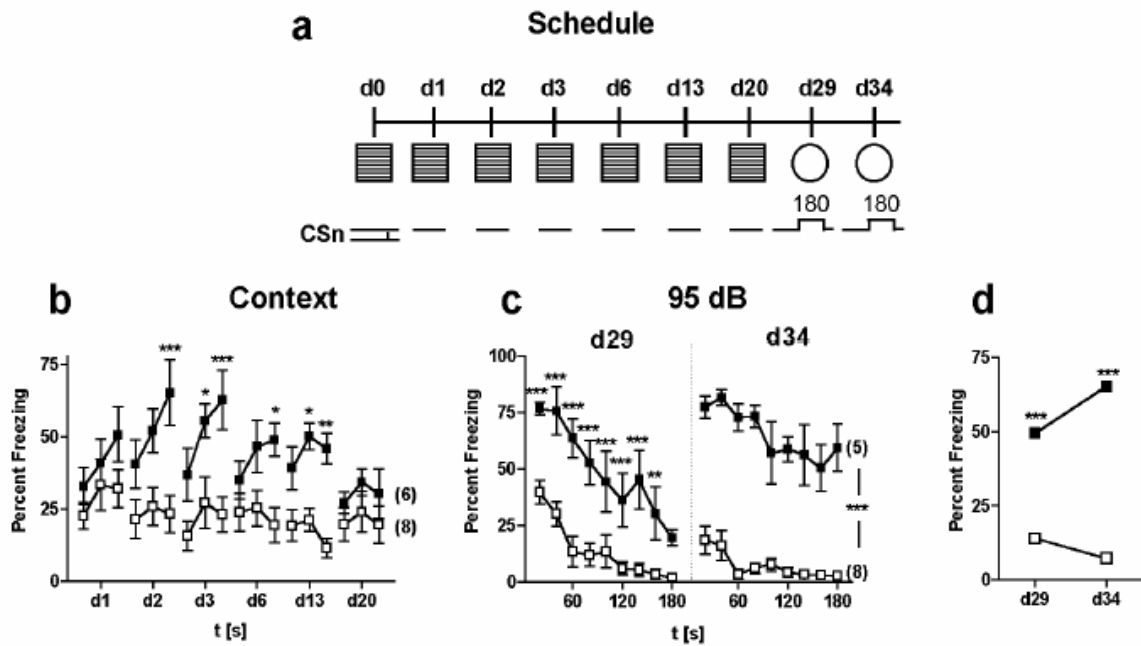 a Schedule
d0 d1 d2 d3 d6 d13 d20 d29 d34
180 180
CSn
b Context
Percent Freezing
75
50
25
0
*** * *** * * **
(6)
(8)
d1 d2 d3 d6 d13 d20
t [s]
c 95 dB
d29 d34
Percent Freezing
100
75
50
25
0
*** *** *** *** *** *** *** **
(5)
***
(8)
60 120 180 60 120 180
t [s]
d
Percent Freezing
75
50
25
0
*** ***
d29 d34